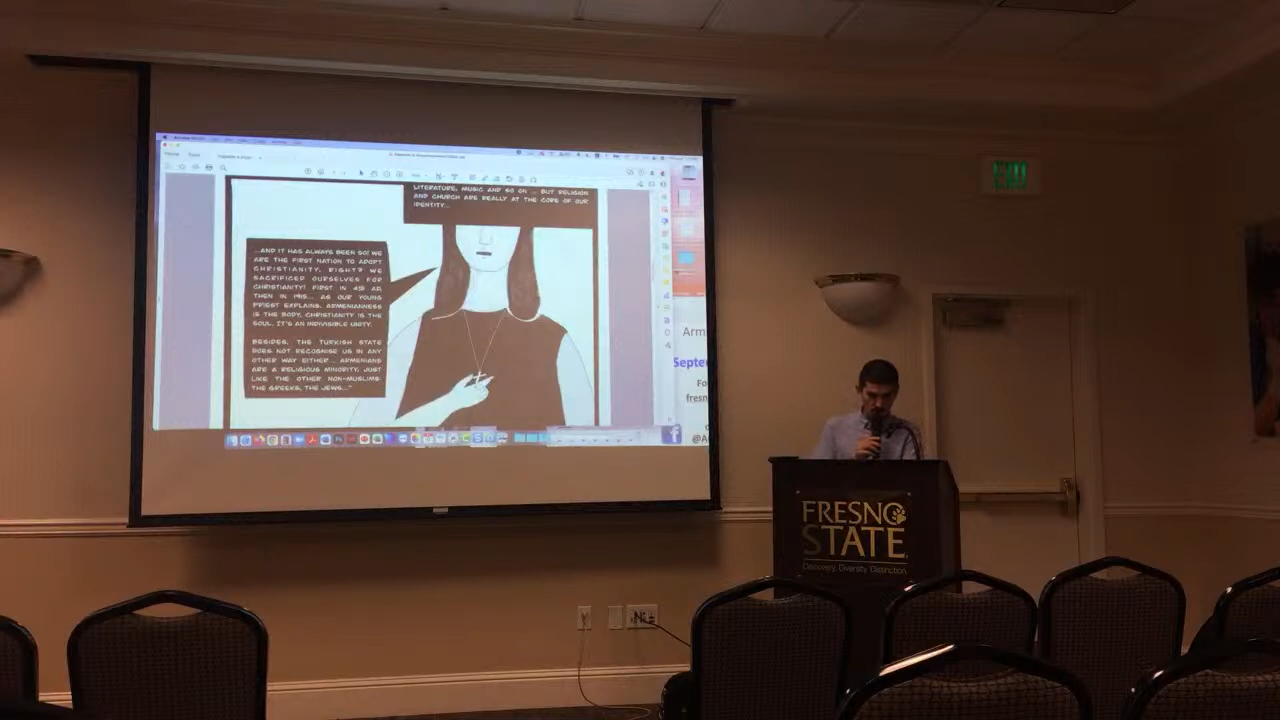 LITERATURE, MUSIC AND SO ON ... BUT RELIGION
AND CHURCH ARE REALLY AT THE CORE OF OUR
IDENTITY...
...AND IT HAS ALWAYS BEEN SO! WE
ARE THE FIRST NATION TO ADOPT
CHRISTIANITY, RIGHT? WE
SACRIFICED OURSELVES FOR
CHRISTIANITY! FIRST IN 451 AD,
THEN IN 1915... AS OUR YOUNG
PRIEST EXPLAINS, ARMENIANNESS
IS THE BODY, CHRISTIANITY IS THE
SOUL. IT'S AN INDIVISIBLE UNITY.
BESIDES, THE TURKISH STATE
DOES NOT RECOGNISE US IN ANY
OTHER WAY EITHER... ARMENIANS
ARE A RELIGIOUS MINORITY, JUST
LIKE THE OTHER NON-MUSLIMS:
THE GREEKS, THE JEWS..."
Arm
Septe
Fo
fresn
EXIT
FRESNO
STATE
Discovery. Diversity. Distinction.